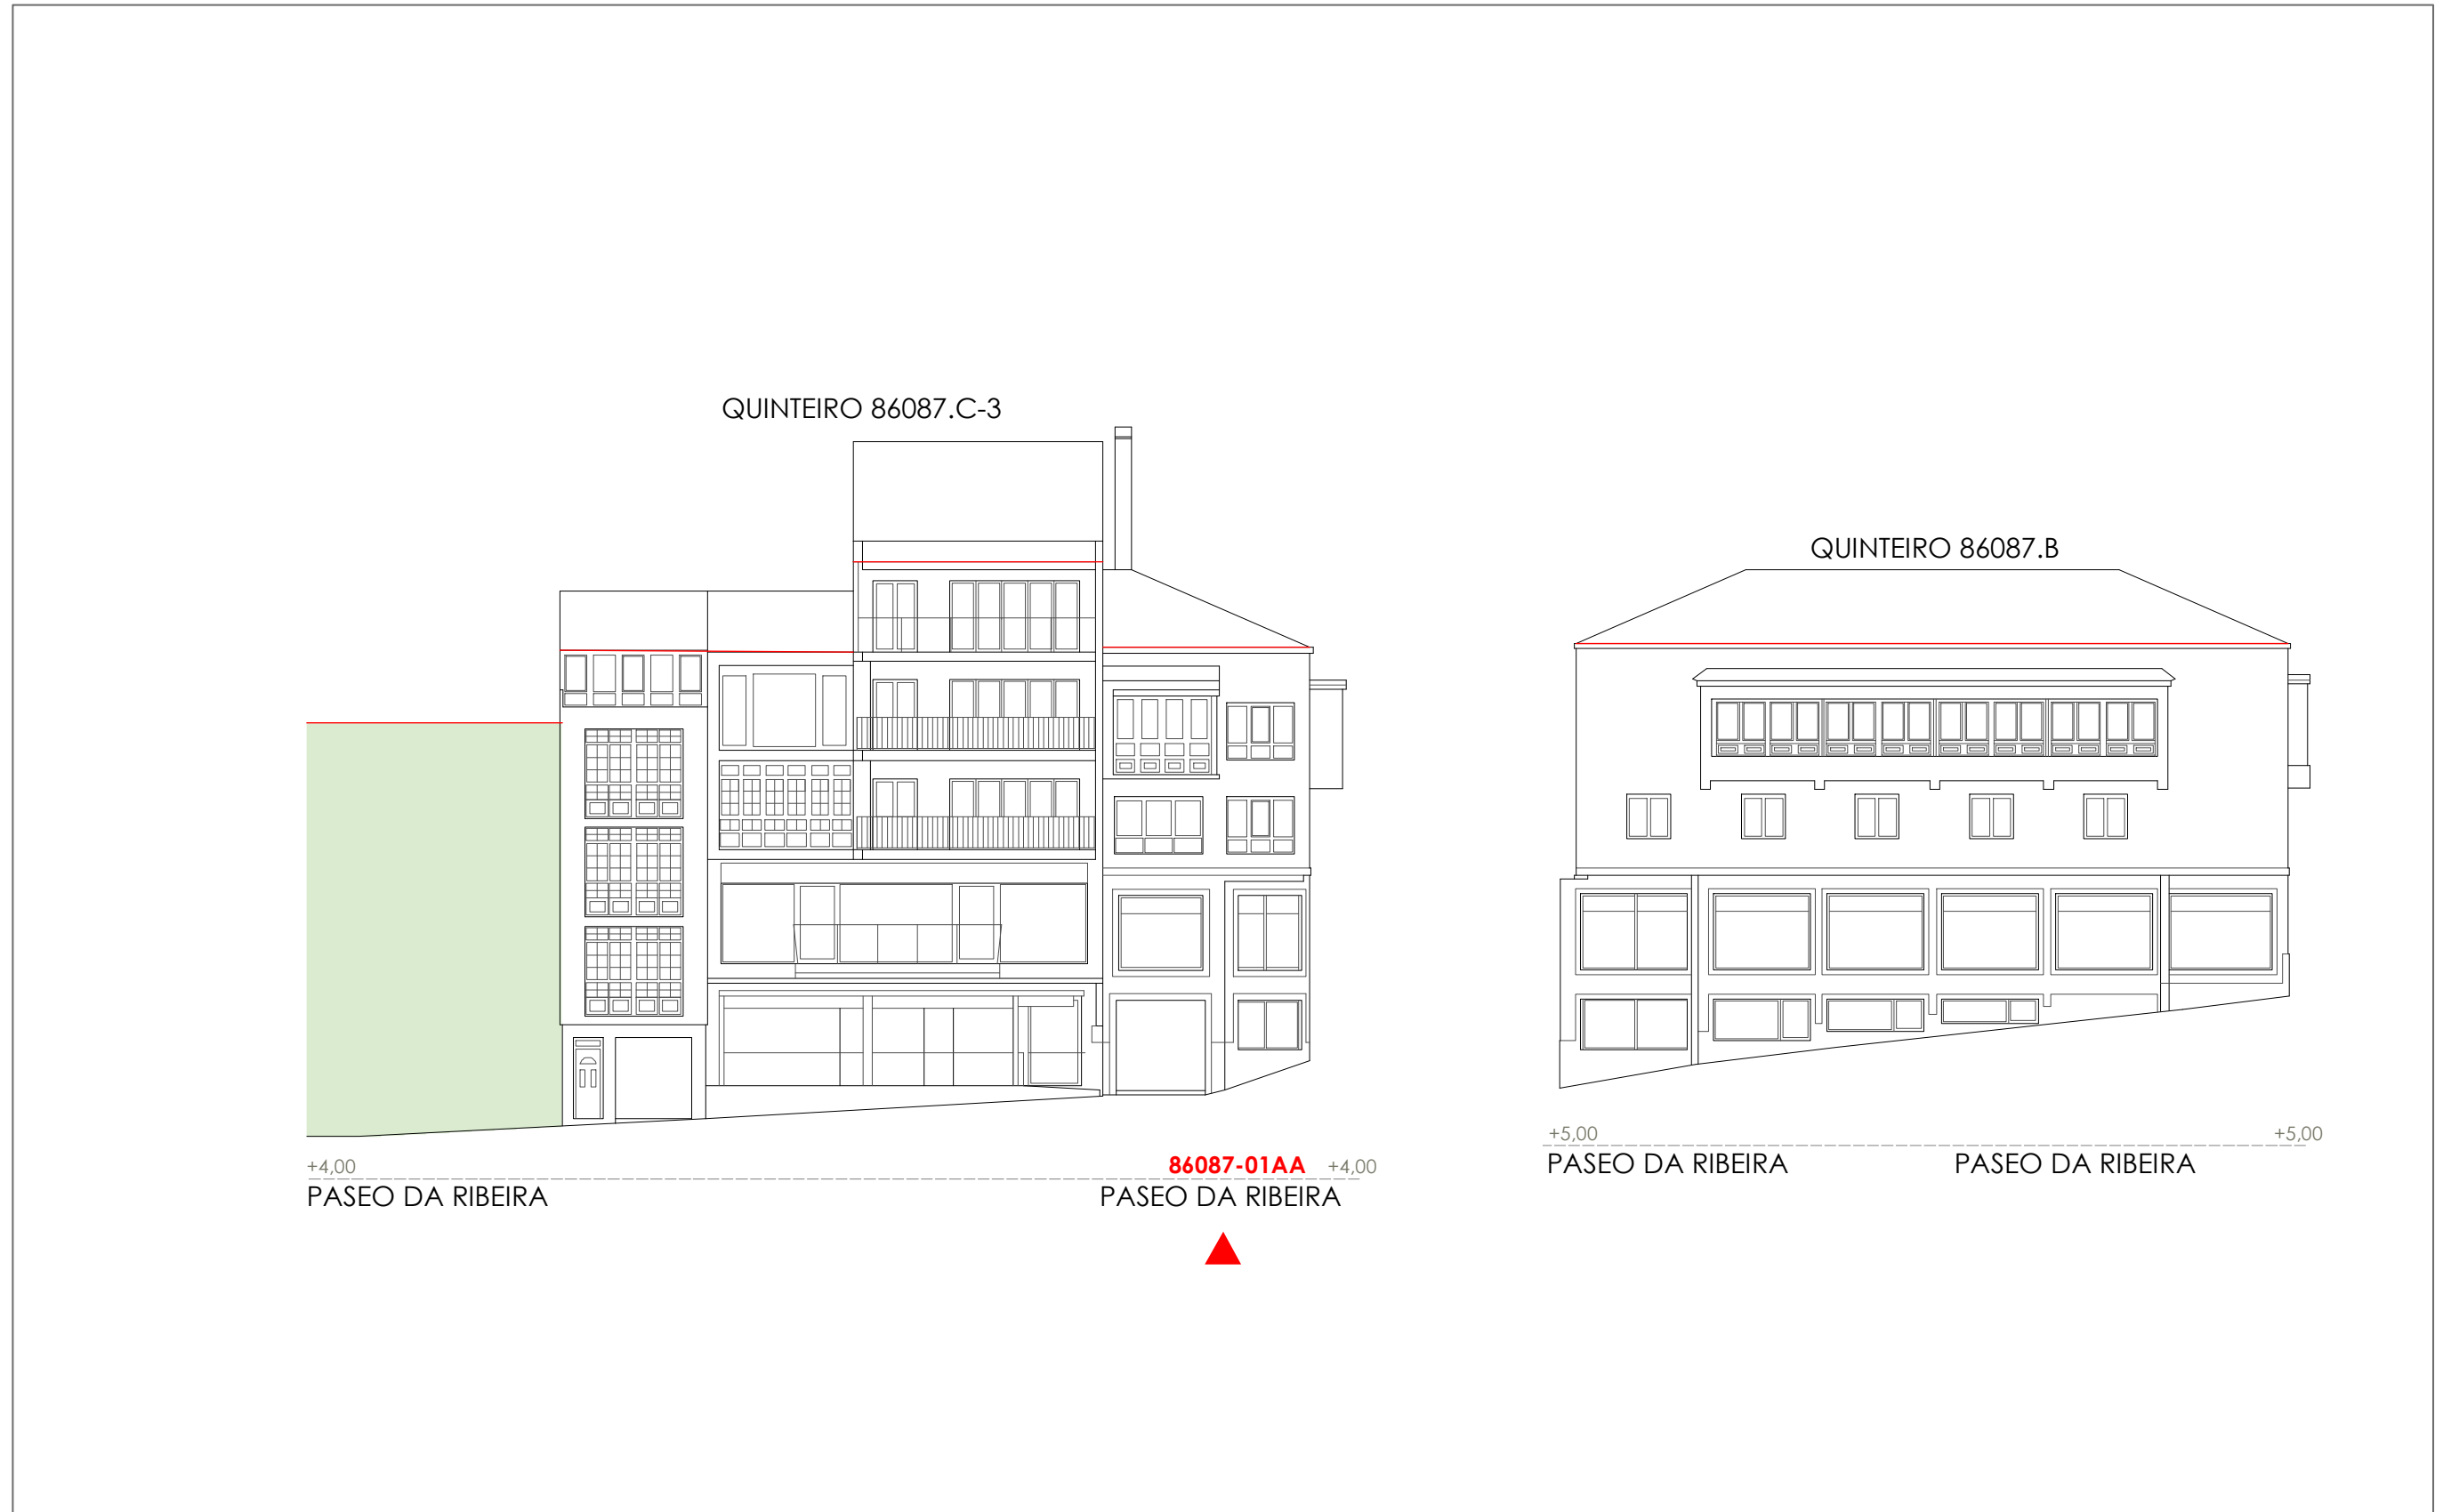 QUINTEIRO 86087.C-3
QUINTEIRO 86087.B
+4,00
86087-01AA
+4,00
PASEO DA RIBEIRA
PASEO DA RIBEIRA
+5,00
+5,00
PASEO DA RIBEIRA
PASEO DA RIBEIRA